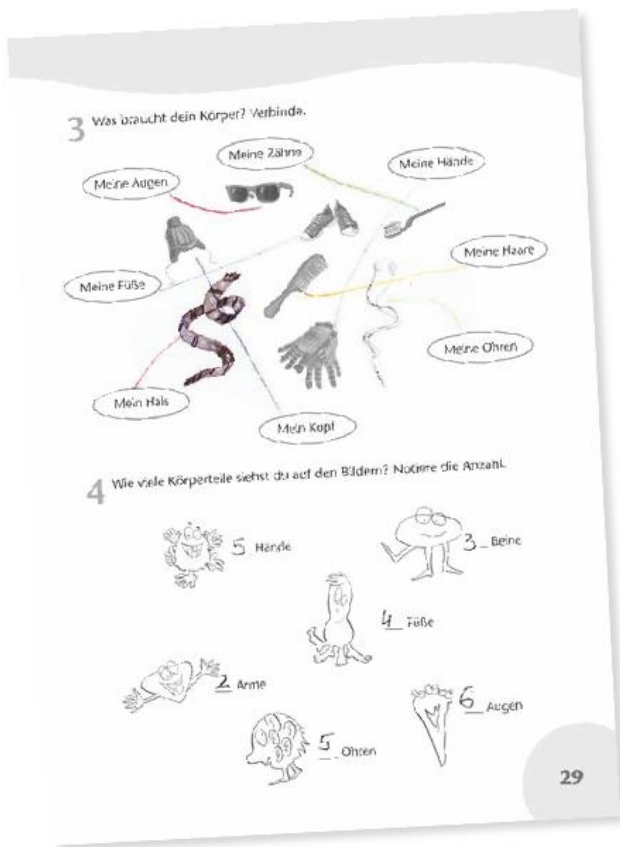 3 Was braucht dein Körper? Verbinde.
Meine Zähne
Meine Hände
Meine Augen
Meine Haare
Meine Füße
Meine Ohren
Mein Hals
Mein Kopf
4 Wie viele Körperteile siehst du auf den Bildern? Notiere die Anzahl.
5 Hände
3 Beine
4 Füße
2 Arme
6 Augen
5 Ohren
29